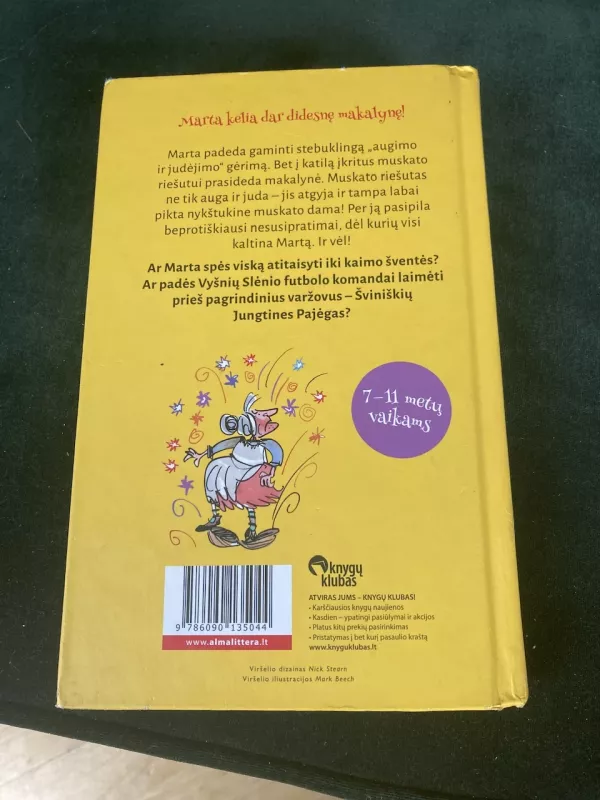 Marta kelia dar didesnę makalynę!
Marta padeda gaminti stebuklingą „augimo
ir judėjimo“ gėrimą. Bet į katilą įkritus muskato
riešutui prasideda makalynė. Muskato riešutas
ne tik auga ir juda – jis atgyja ir tampa labai
pikta nykštukine muskato dama! Per ją pasipila
beprotiškiausi nesusipratimai, dėl kurių visi
kaltina Martą. Ir vėl!
Ar Marta spės viską atitaisyti iki kaimo šventės?
Ar padės Vyšnių Slėnio futbolo komandai laimėti
prieš pagrindinius varžovus – Šviniškių
Jungtines Pajėgas?
7–11 metų
vaikams
knygų
klubas
ATVIRAS JUMS – KNYGŲ KLUBAS!
• Karščiausios knygų naujienos
• Kasdien – ypatingi pasiūlymai ir akcijos
• Platus kitų prekių pasirinkimas
• Pristatymas į bet kurį pasaulio kraštą
www.knyguklubas.lt
9 786090 135044
www.almalittera.lt
Viršelio dizainas Nick Stearn
Viršelio iliustracijos Mark Beech